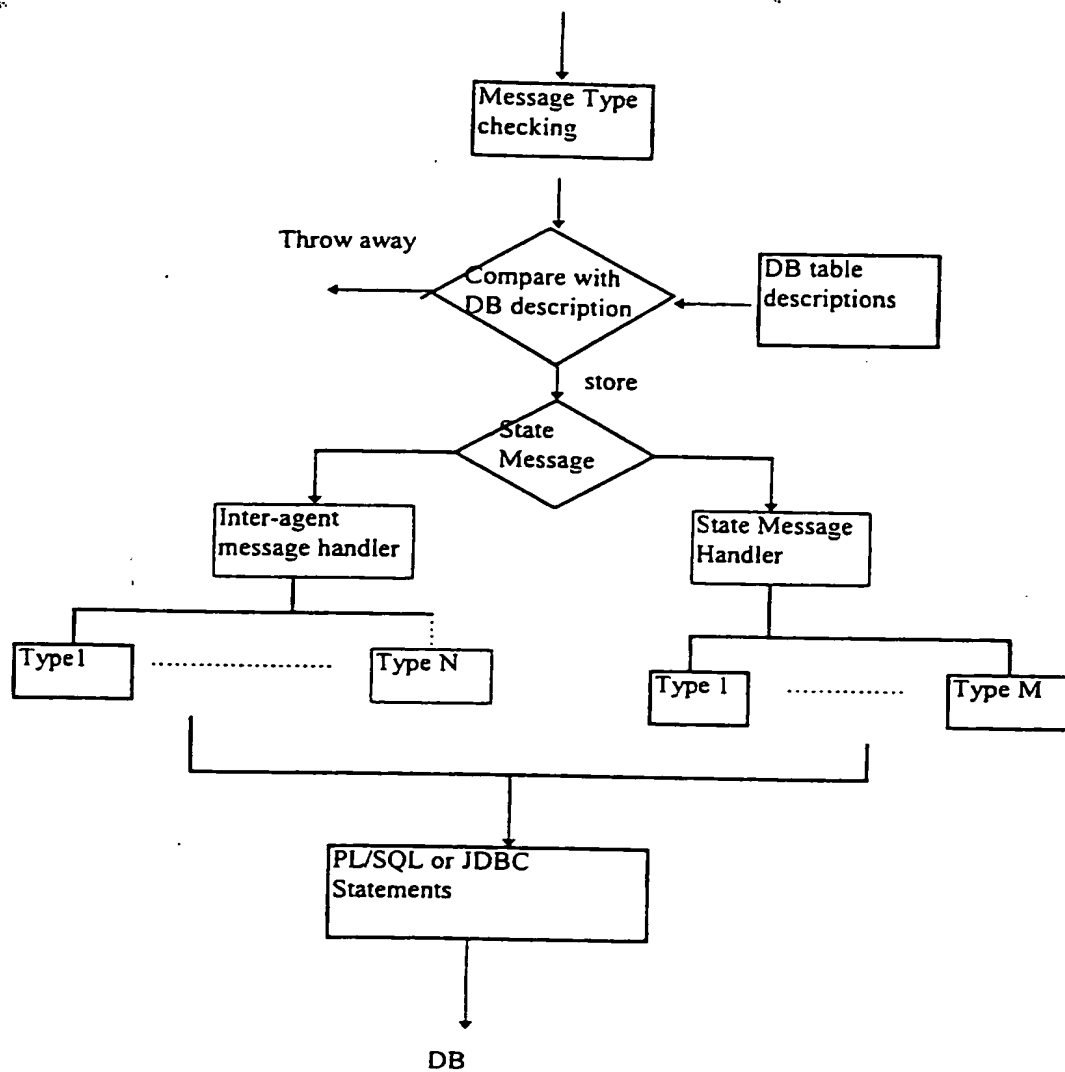 Message Type
checking
Throw away
Compare with
DB description
DB table
descriptions
store
State
Message
Inter-agent
message handler
State Message
Handler
Type1
Type N
Type 1
Type M
PL/SQL or JDBC
Statements
DB